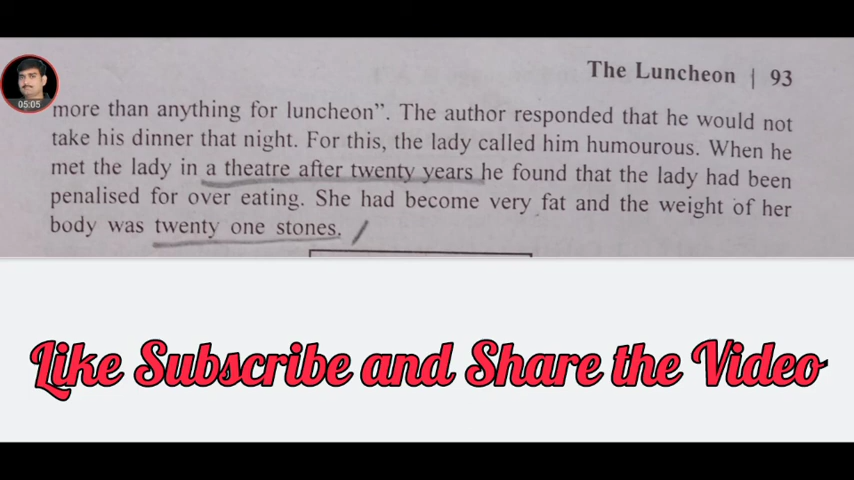 The Luncheon | 93
05:05
more than anything for luncheon”. The author responded that he would not
take his dinner that night. For this, the lady called him humourous. When he
met the lady in a theatre after twenty years he found that the lady had been
penalised for over eating. She had become very fat and the weight of her
body was twenty one stones.
Like Subscribe and Share the Video